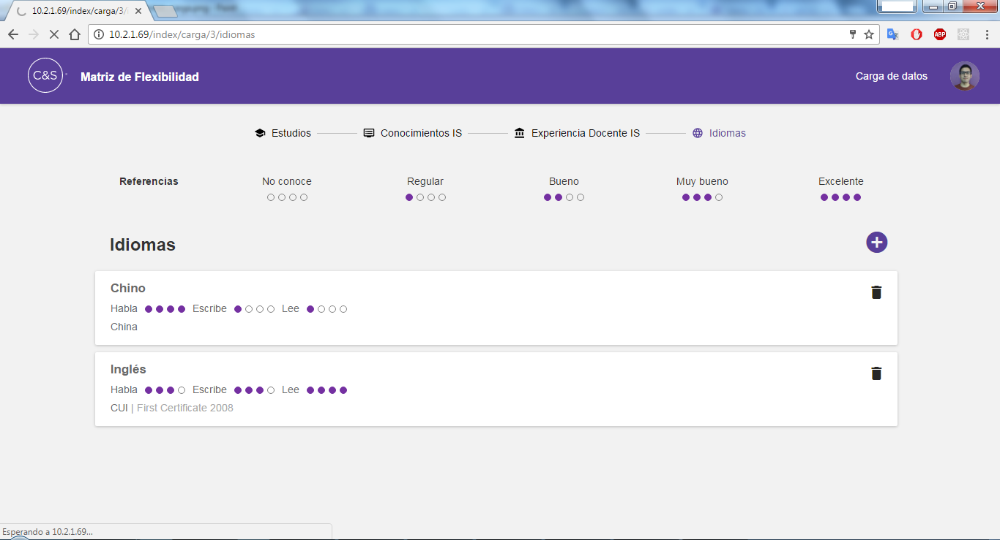 10.2.1.69/index/carga/3/i
10.2.1.69/index/carga/3/idiomas
ABP
C&S Matriz de Flexibilidad Carga de datos
Estudios Conocimientos IS Experiencia Docente IS Idiomas
Referencias No conoce Regular Bueno Muy bueno Excelente
Idiomas
Chino
Habla Escribe Lee
China
Inglés
Habla Escribe Lee
CUI | First Certificate 2008
Esperando a 10.2.1.69...